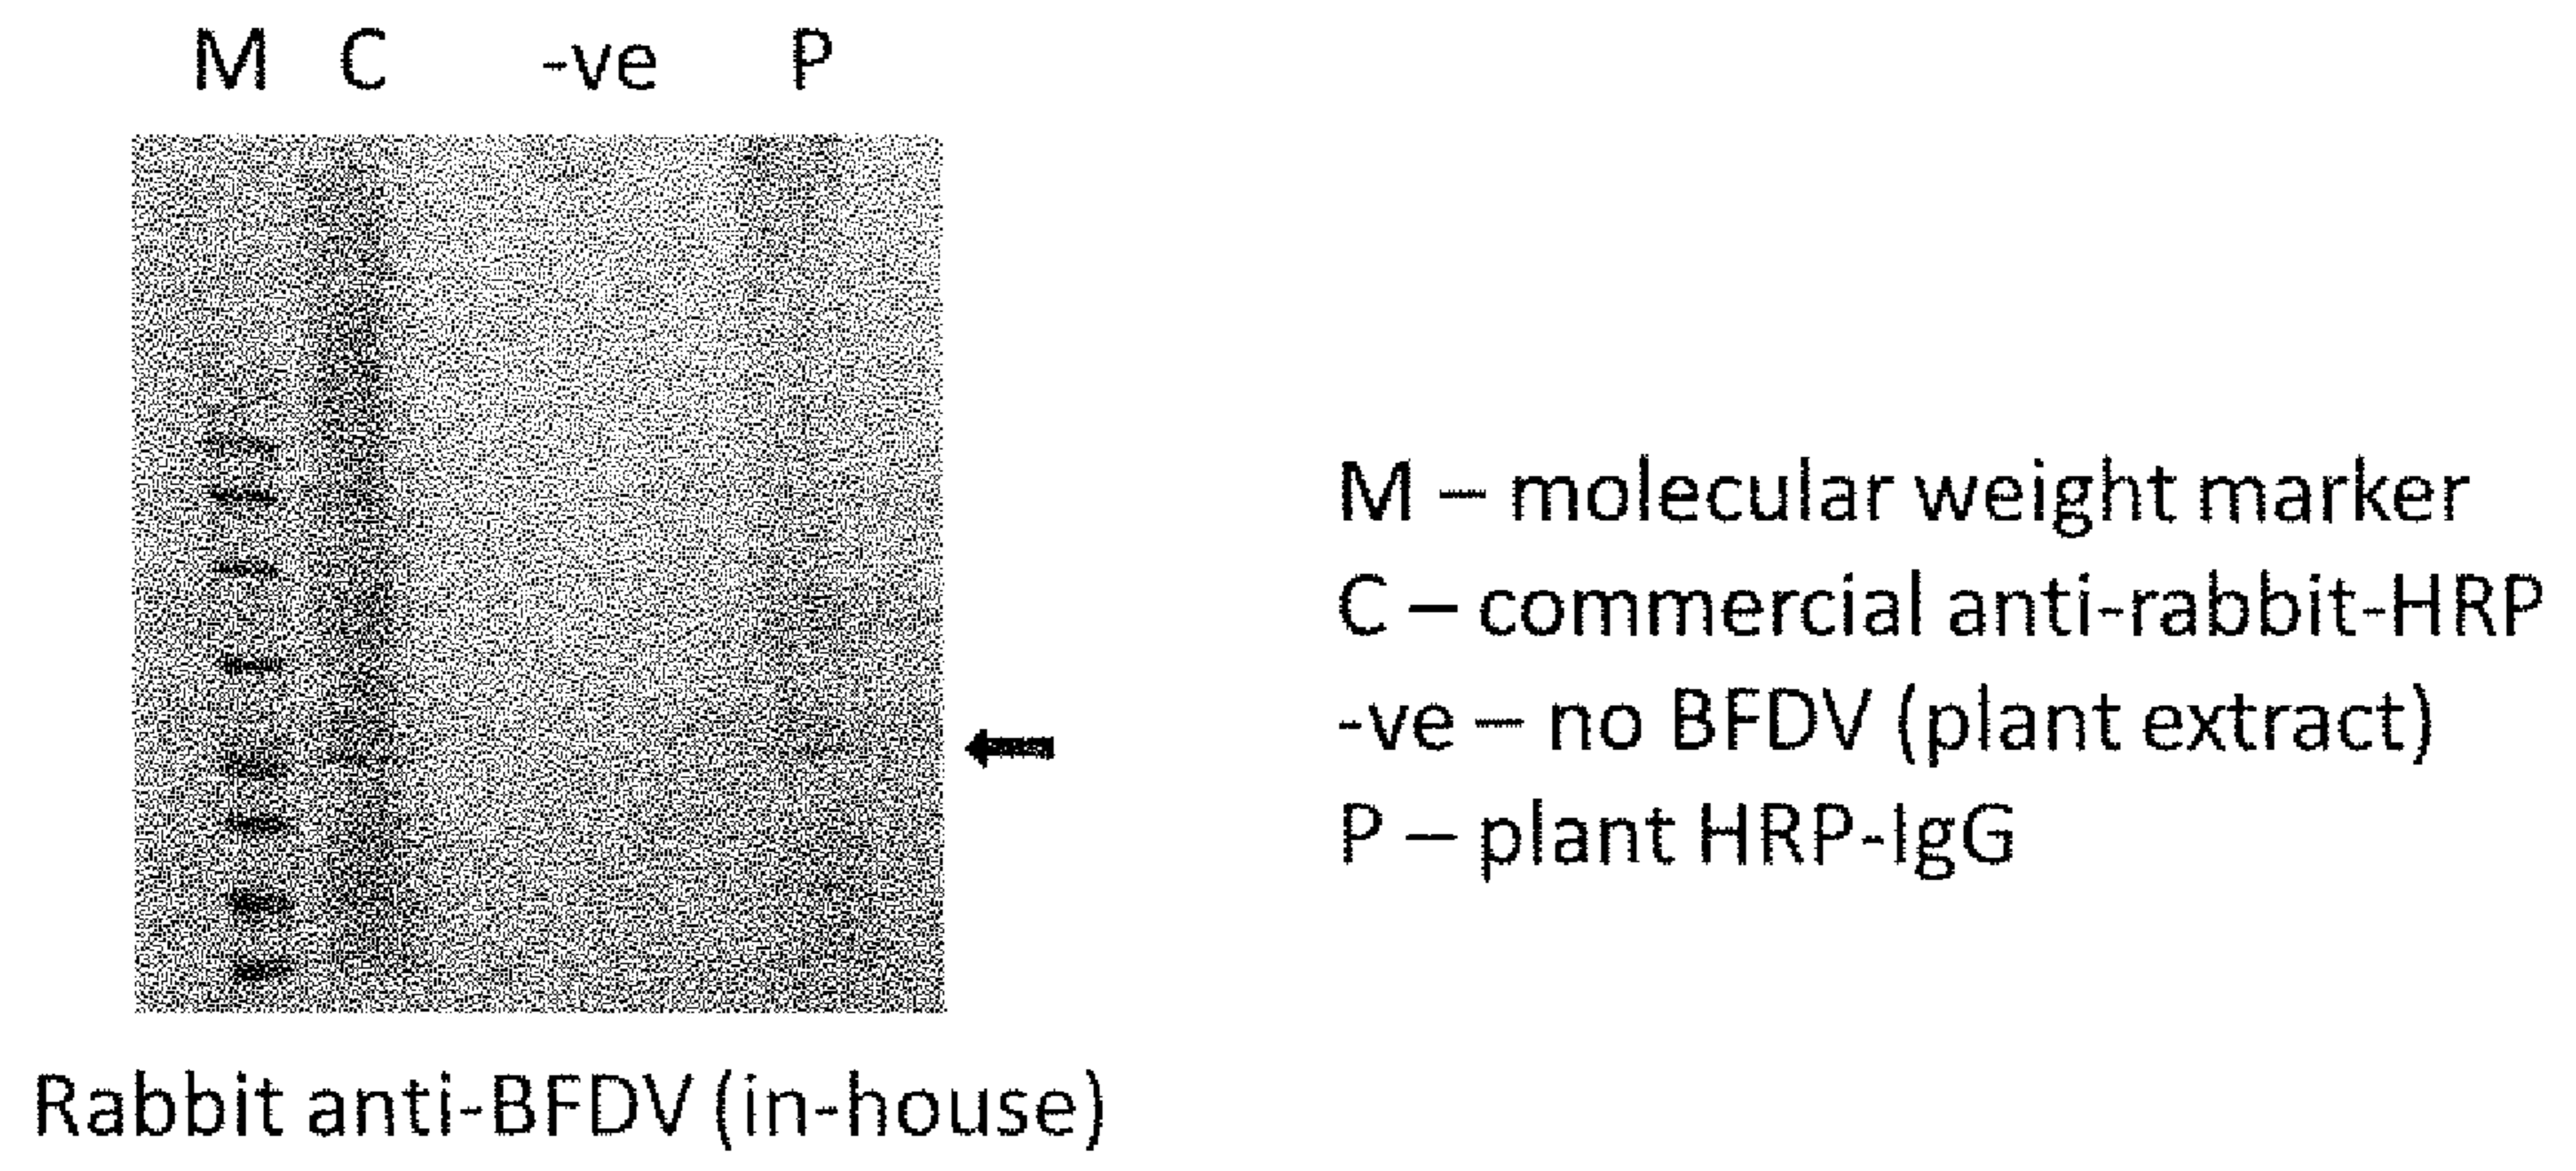 M C -ve P
M – molecular weight marker
C – commercial anti-rabbit-HRP
-ve – no BFDV (plant extract)
P – plant HRP-IgG
Rabbit anti-BFDV (in-house)